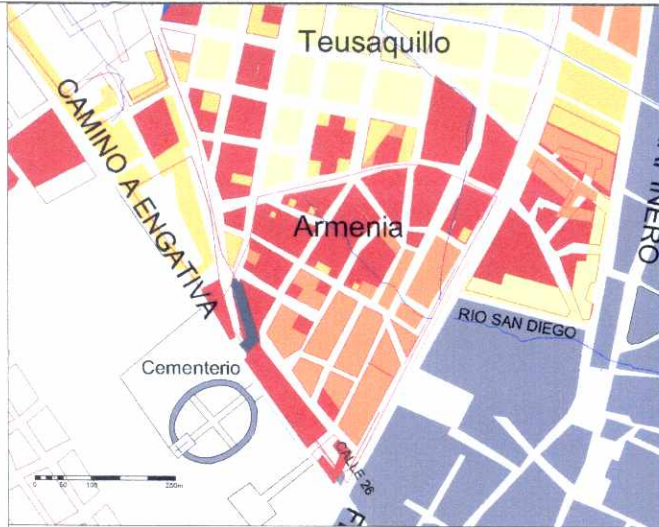 Teusaquillo
CAMINO A ENGATIVA
Armenia
RIO SAN DIEGO
Cementerio
CALLE 26
0 50 100 250m